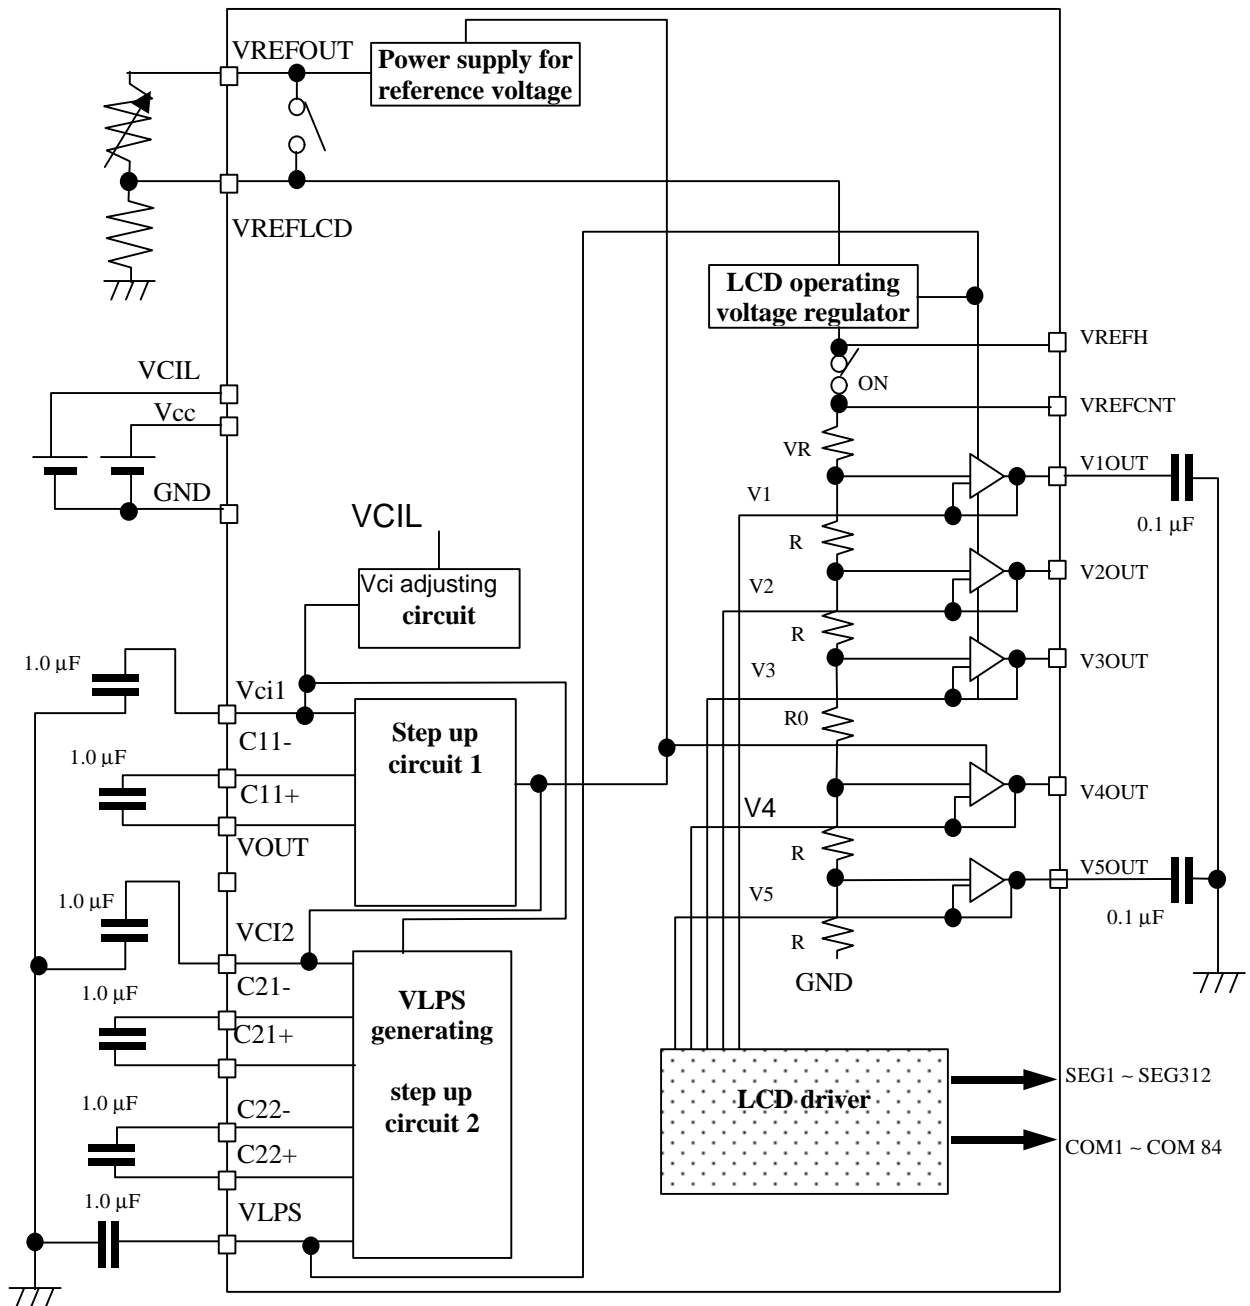 VREFOUT
Power supply for
reference voltage
VREFLCD
LCD operating
voltage regulator
VREFH
ON
VREFCNT
VCIL
Vcc
GND
VR
V1
V1OUT
0.1 μF
R
V2
V2OUT
R
V3
V3OUT
R0
V4
V4OUT
R
V5
V5OUT
0.1 μF
R
GND
VCIL
Vci adjusting
circuit
1.0 μF
Vci1
C11-
C11+
VOUT
Step up
circuit 1
1.0 μF
1.0 μF
VCI2
C21-
1.0 μF
C21+
VLPS
generating
step up
circuit 2
1.0 μF
C22-
C22+
1.0 μF
VLPS
LCD driver
SEG1 ~ SEG312
COM1 ~ COM 84